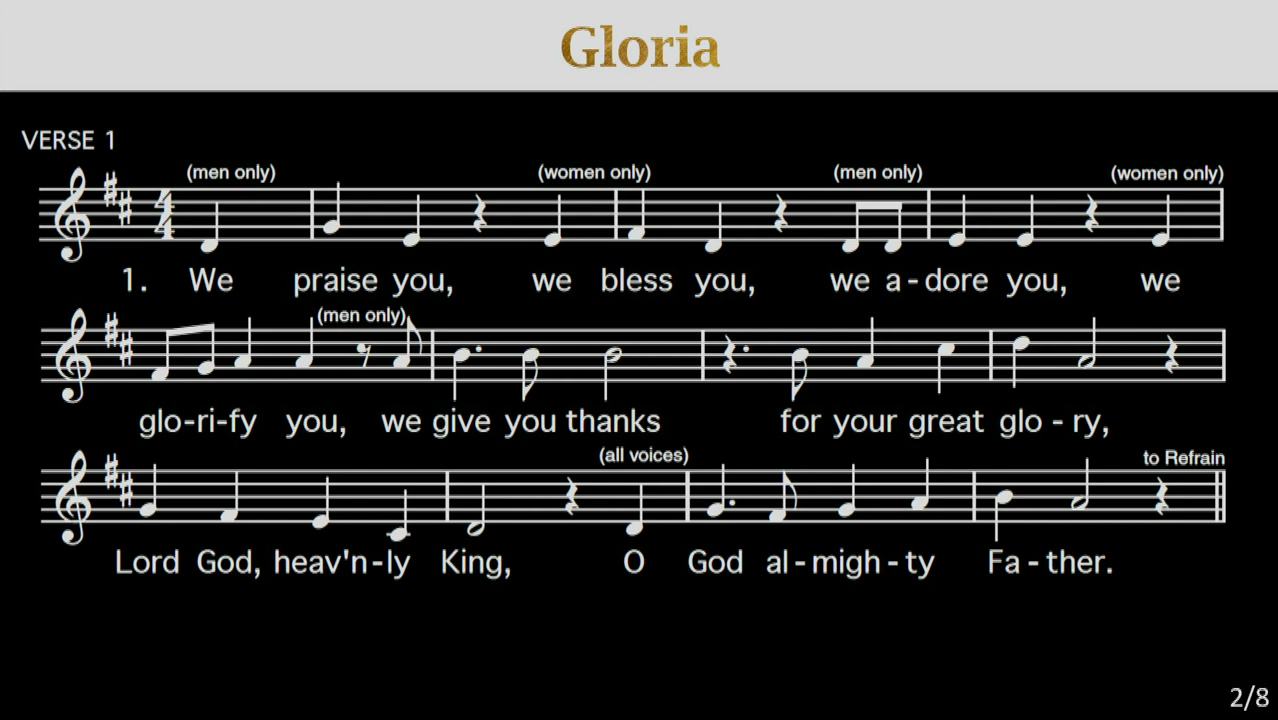 Gloria
VERSE 1
(men only) (women only) (men only) (women only)
1. We praise you, we bless you, we a-dore you, we
(men only)
glo-ri-fy you, we give you thanks for your great glo - ry,
(all voices) to Refrain
Lord God, heav'n-ly King, O God al-migh-ty Fa-ther.
2/8